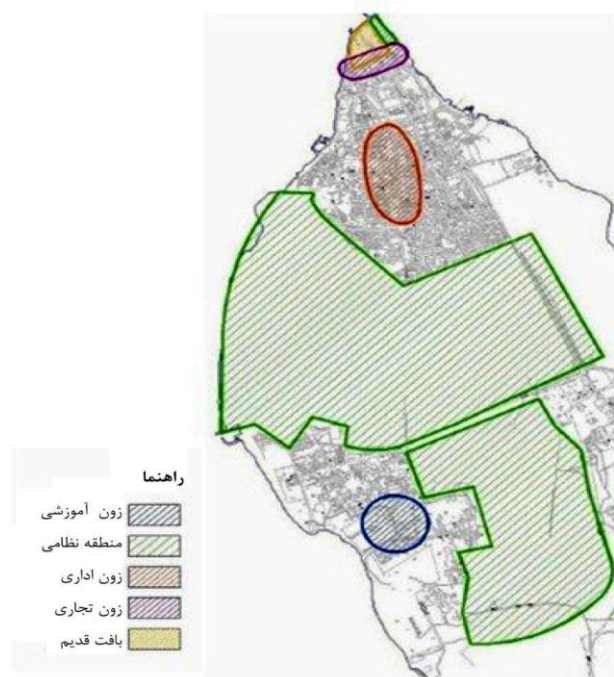 راهنما
زون آموزشی
منطقه نظامی
زون اداری
زون تجاری
بافت قدیم